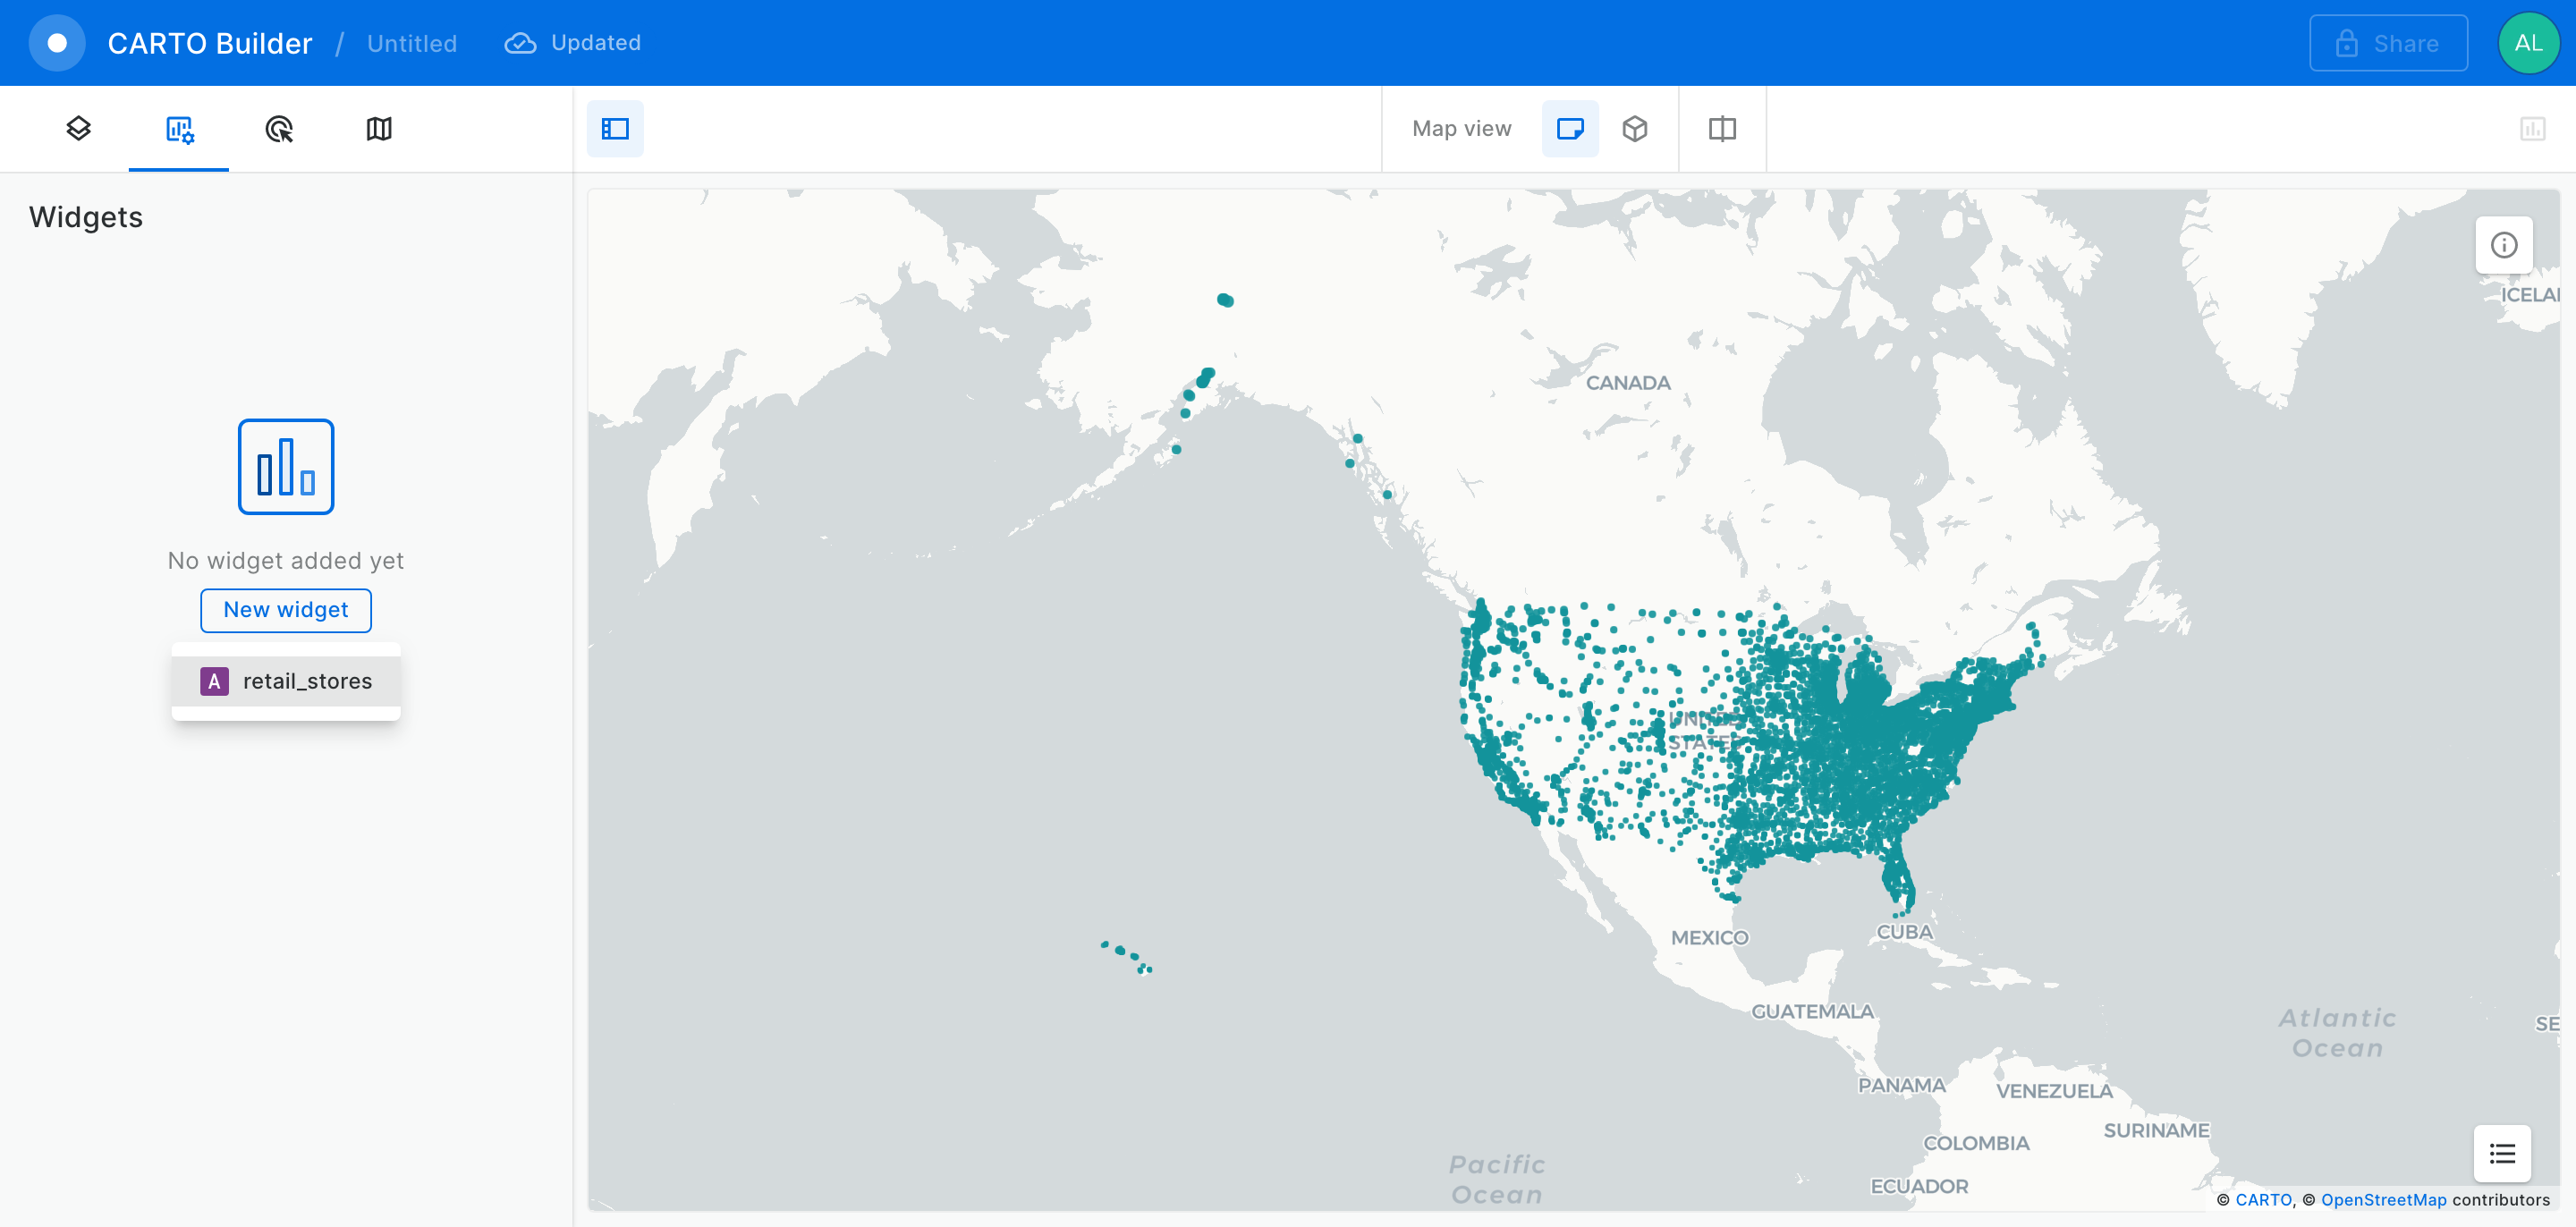 CARTO Builder / Untitled Updated Share AL
Map view
Widgets
No widget added yet
New widget
A retail_stores
CANADA
UNITED
STATES
MEXICO
CUBA
GUATEMALA
PANAMA
VENEZUELA
COLOMBIA
SURINAME
ECUADOR
Pacific
Ocean
Atlantic
Ocean
ICELA
SE
© CARTO, © OpenStreetMap contributors